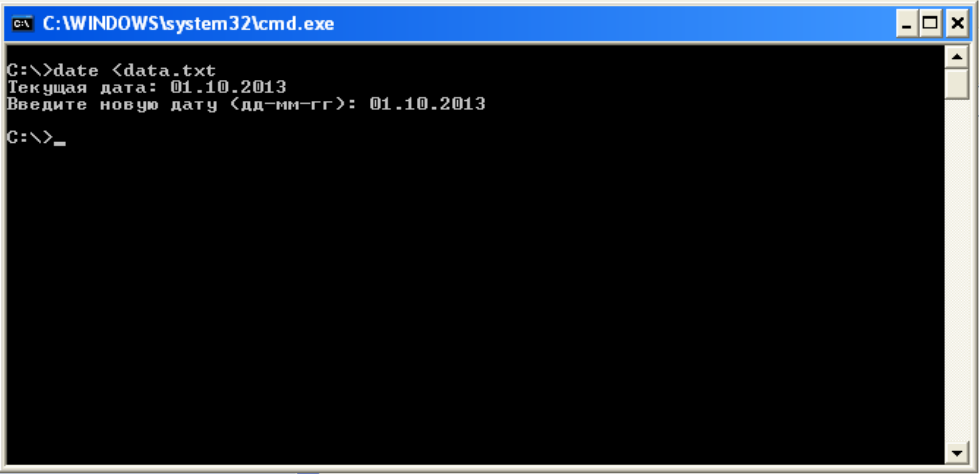 C:\WINDOWS\system32\cmd.exe
C:\>date <data.txt
Текущая дата: 01.10.2013
Введите новую дату (дд-мм-гг): 01.10.2013
C:\>_